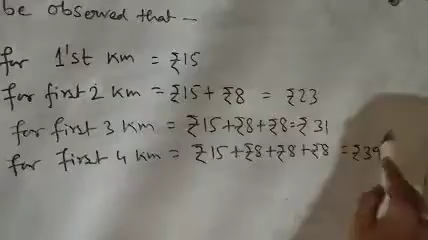 be observed that —
for 1'st km = ₹15
for first 2 km = ₹15 + ₹8 = ₹23
for first 3 km = ₹15+₹8+₹8=₹31
for first 4 km = ₹15+₹8+₹8+₹8 = ₹39